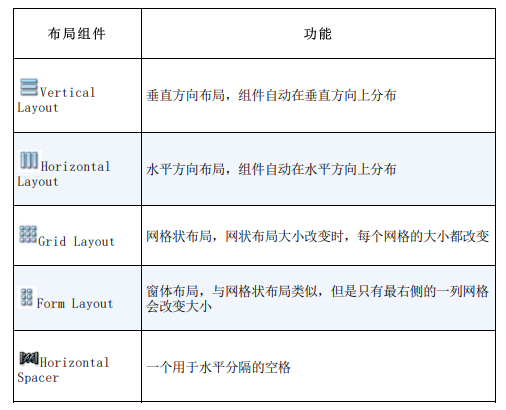 布局组件
功能
Vertical
Layout
垂直方向布局，组件自动在垂直方向上分布
Horizontal
Layout
水平方向布局，组件自动在水平方向上分布
Grid Layout
网格状布局，网状布局大小改变时，每个网格的大小都改变
Form Layout
窗体布局，与网格状布局类似，但是只有最右侧的一列网格
会改变大小
Horizontal
Spacer
一个用于水平分隔的空格